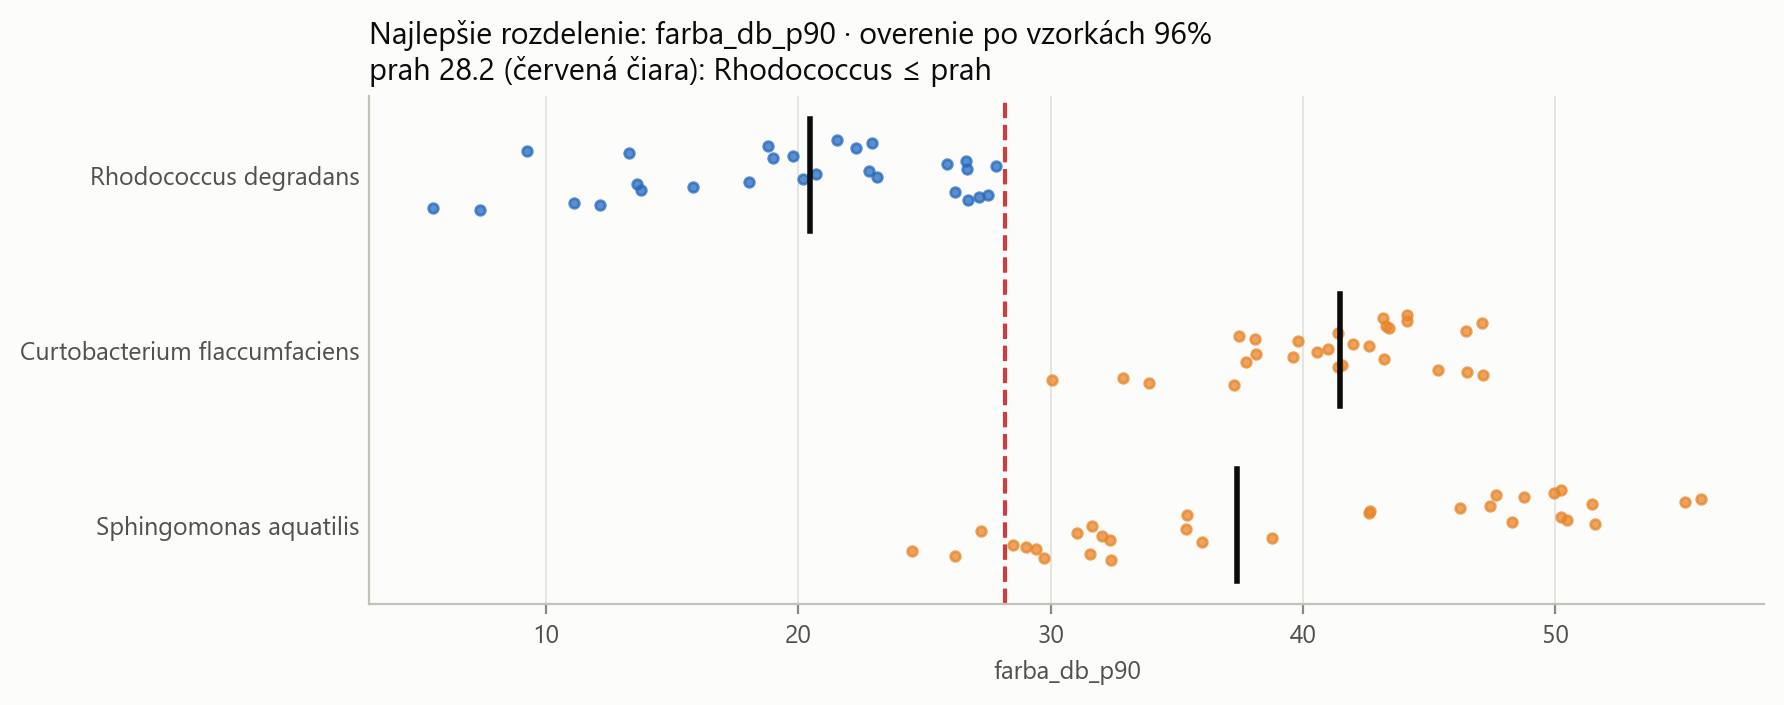 Najlepšie rozdelenie: farba_db_p90 · overenie po vzorkách 96%
prah 28.2 (červená čiara): Rhodococcus ≤ prah
Rhodococcus degradans
Curtobacterium flaccumfaciens
Sphingomonas aquatilis
10 20 30 40 50
farba_db_p90